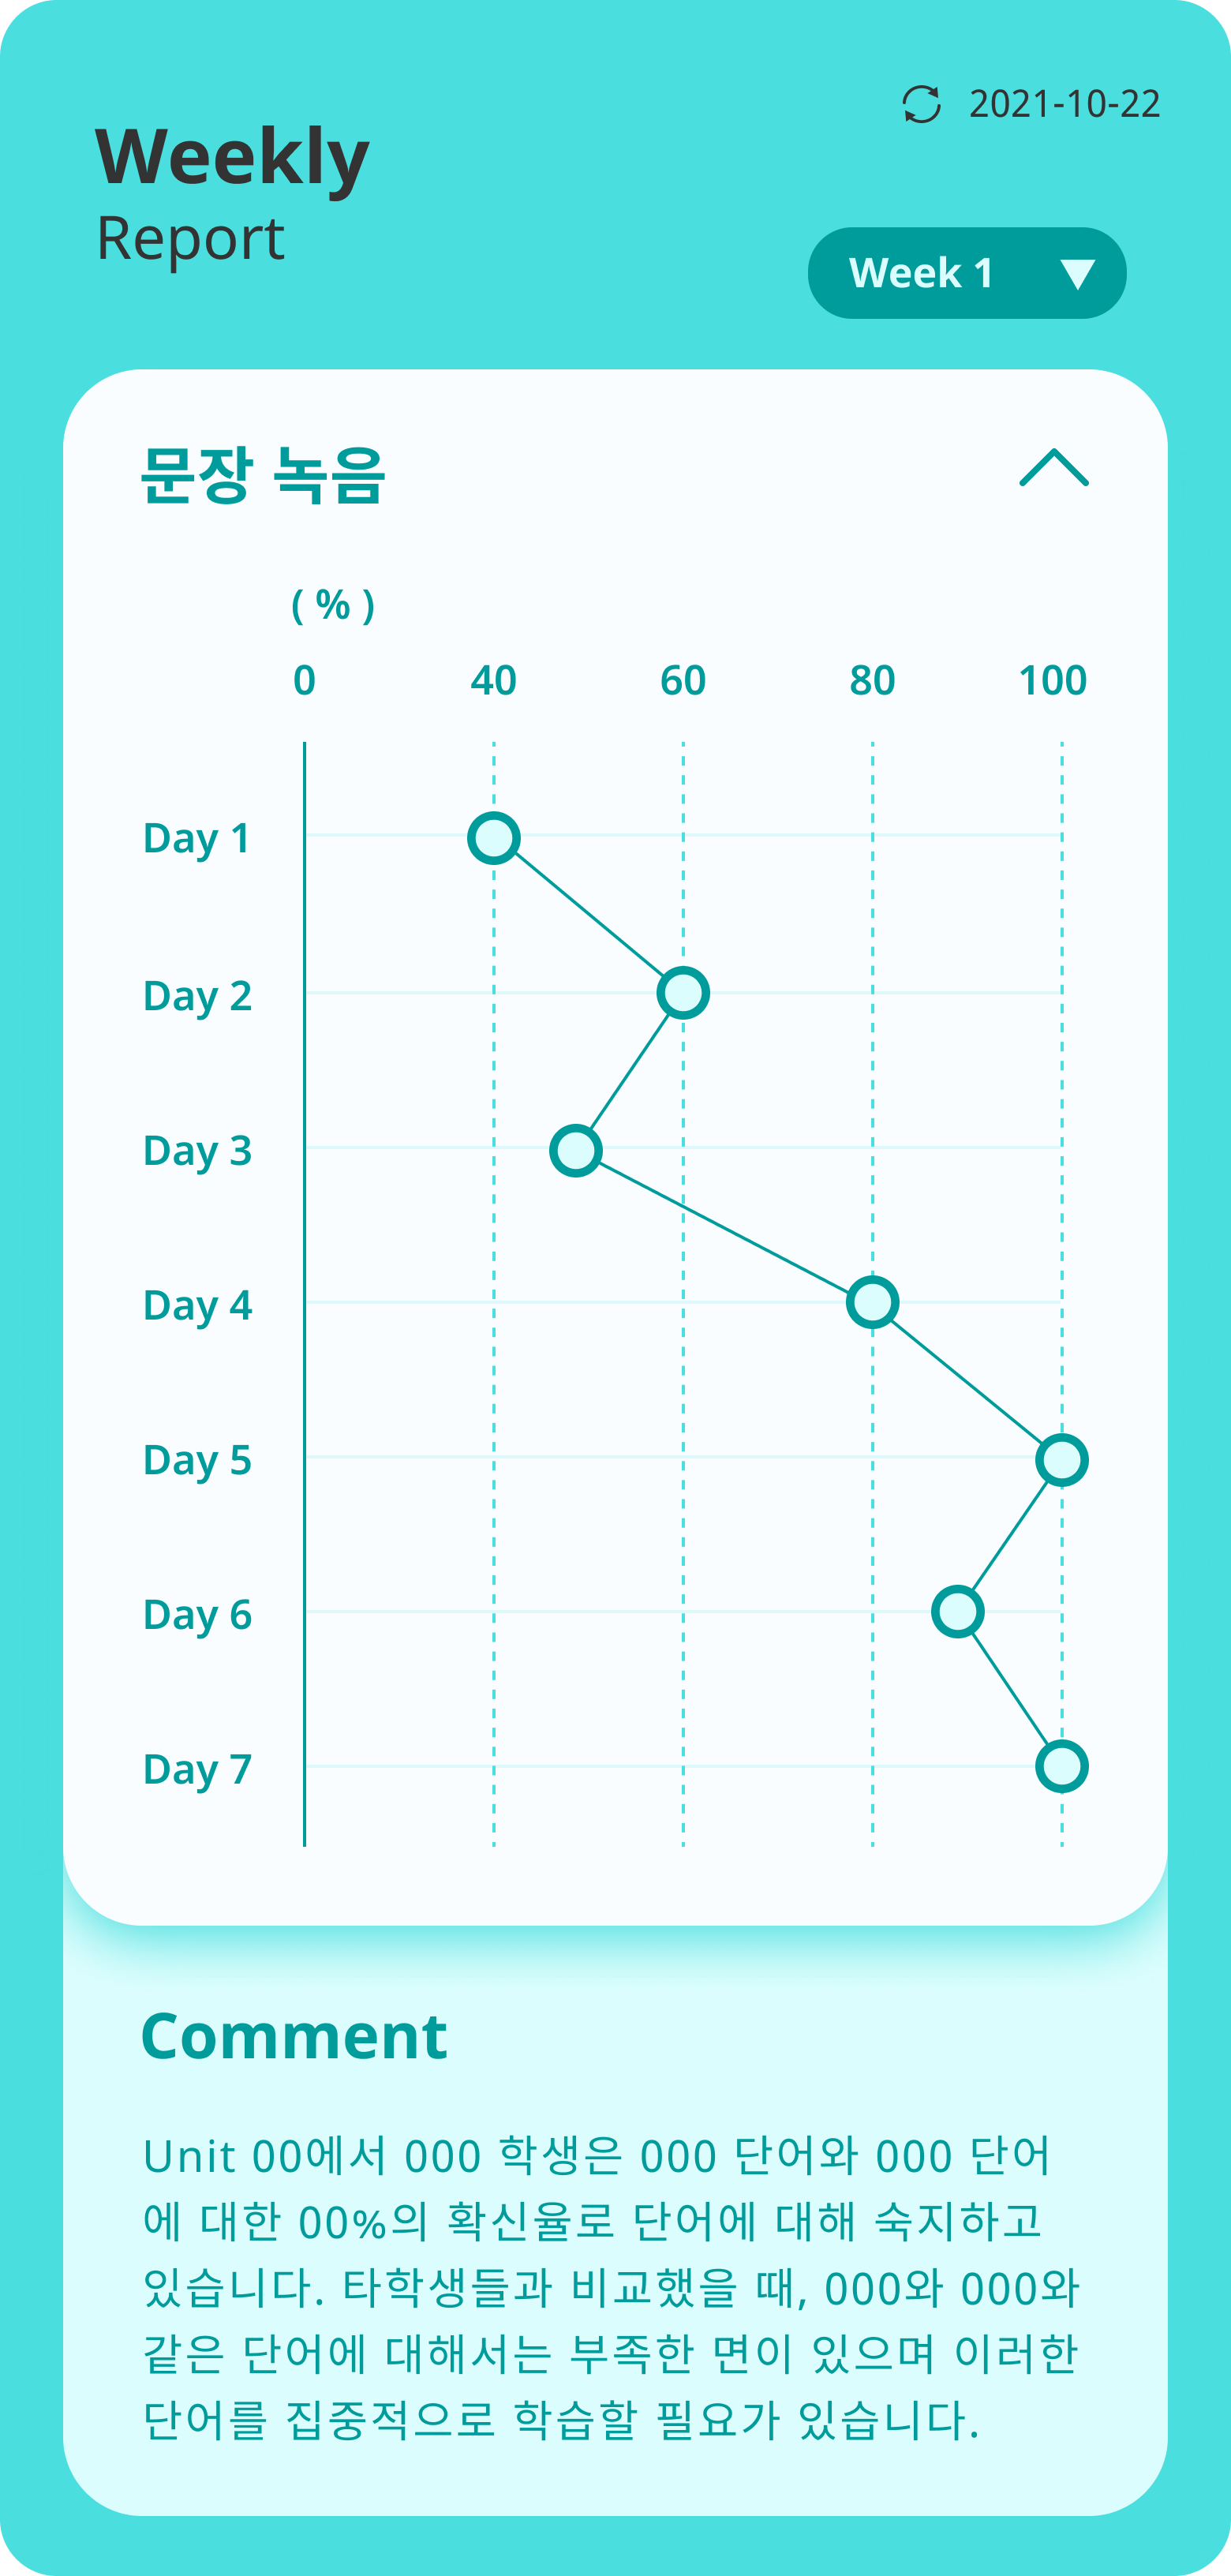 2021-10-22
Weekly
Report
Week 1
문장 녹음
( % )
0 40 60 80 100
Day 1
Day 2
Day 3
Day 4
Day 5
Day 6
Day 7
Comment
Unit 00에서 000 학생은 000 단어와 000 단어
에 대한 00%의 확신율로 단어에 대해 숙지하고
있습니다. 타학생들과 비교했을 때, 000와 000와
같은 단어에 대해서는 부족한 면이 있으며 이러한
단어를 집중적으로 학습할 필요가 있습니다.